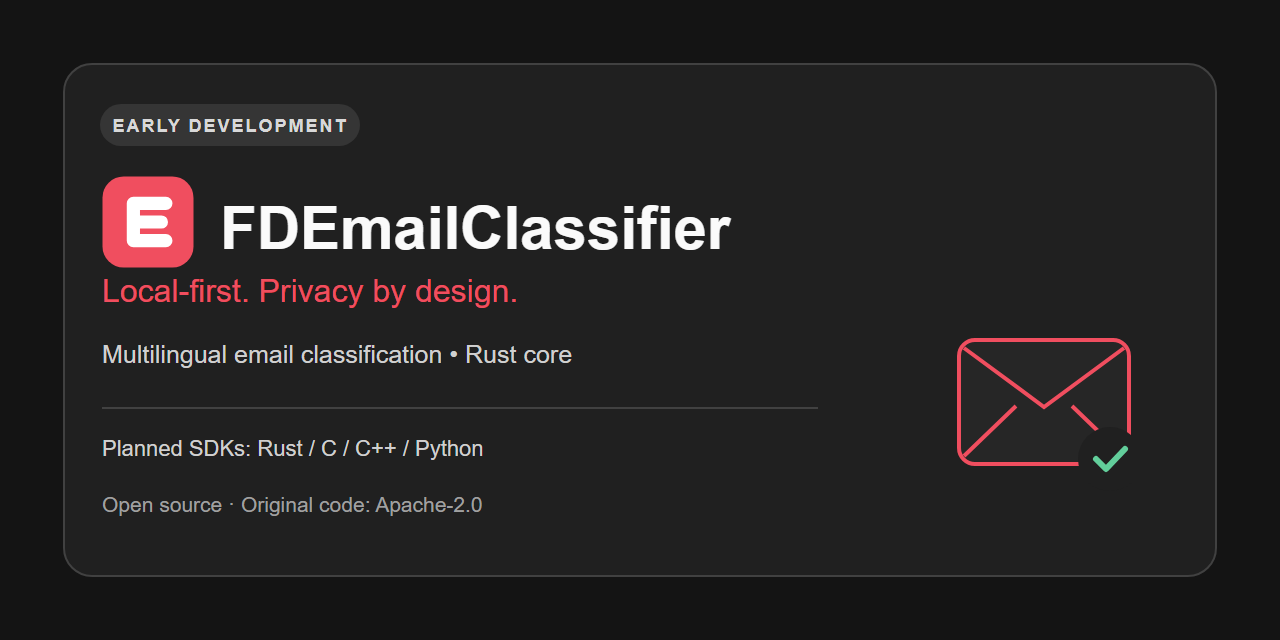 EARLY DEVELOPMENT
E FDEmailClassifier
Local-first. Privacy by design.
Multilingual email classification • Rust core
Planned SDKs: Rust / C / C++ / Python
Open source · Original code: Apache-2.0